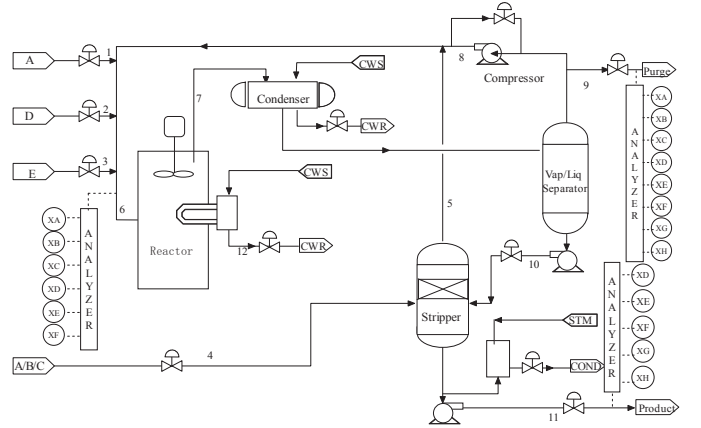 A
1
D
2
E
3
6
7
CWS
Condenser
CWR
8
Compressor
9
Purge
ANALYZER
XA
XB
XC
XD
XE
XF
XG
XH
Vap/Liq
Separator
Reactor
CWS
12
CWR
5
10
XA
XB
XC
XD
XE
XF
ANALYZER
Stripper
STM
COND
ANALYZER
XD
XE
XF
XG
XH
A/B/C
4
11
Product